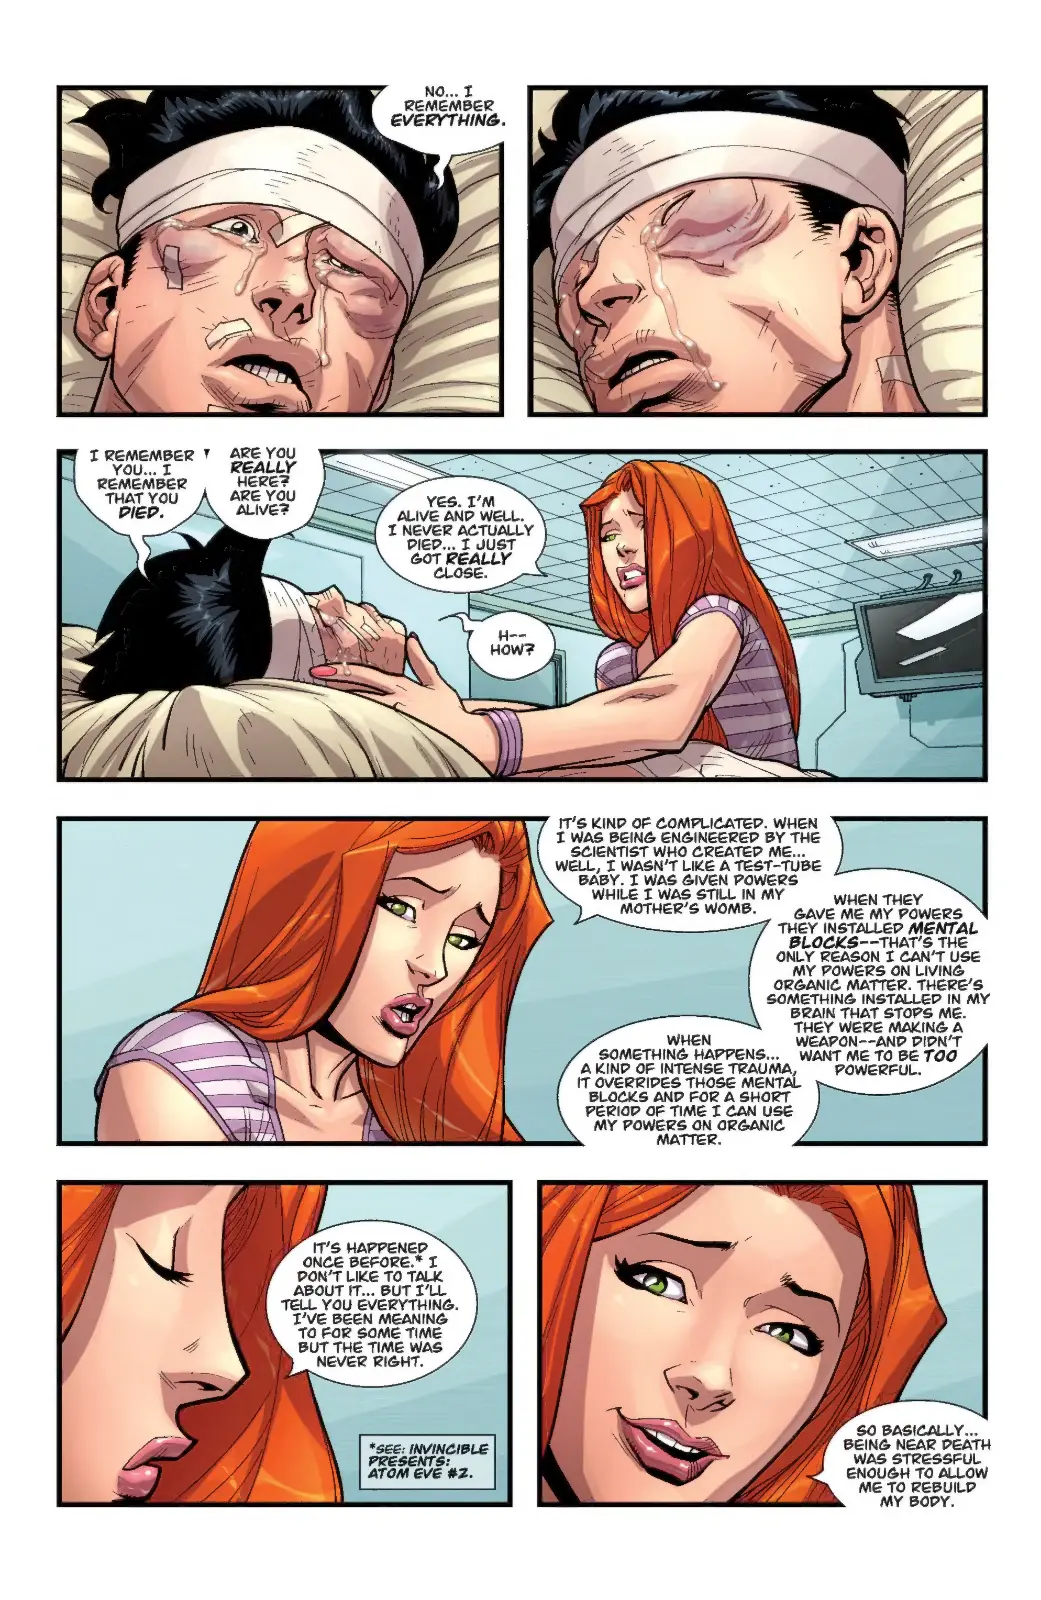 NO... I
REMEMBER
EVERYTHING.
I REMEMBER
YOU... I
REMEMBER
THAT YOU
DIED.
ARE YOU
REALLY
HERE?
ARE YOU
ALIVE?
YES. I'M
ALIVE AND WELL.
I NEVER ACTUALLY
DIED... I JUST
GOT REALLY
CLOSE.
H--
HOW?
IT'S KIND OF COMPLICATED. WHEN
I WAS BEING ENGINEERED BY THE
SCIENTIST WHO CREATED ME...
WELL, I WASN'T LIKE A TEST-TUBE
BABY. I WAS GIVEN POWERS
WHILE I WAS STILL IN MY
MOTHER'S WOMB.
WHEN THEY
GAVE ME MY POWERS
THEY INSTALLED MENTAL
BLOCKS--THAT'S THE
ONLY REASON I CAN'T USE
MY POWERS ON LIVING
ORGANIC MATTER. THERE'S
SOMETHING INSTALLED IN MY
BRAIN THAT STOPS ME.
THEY WERE MAKING A
WEAPON--AND DIDN'T
WANT ME TO BE TOO
POWERFUL.
WHEN
SOMETHING HAPPENS...
A KIND OF INTENSE TRAUMA,
IT OVERRIDES THOSE MENTAL
BLOCKS AND FOR A SHORT
PERIOD OF TIME I CAN USE
MY POWERS ON ORGANIC
MATTER.
IT'S HAPPENED
ONCE BEFORE.* I
DON'T LIKE TO TALK
ABOUT IT... BUT I'LL
TELL YOU EVERYTHING.
I'VE BEEN MEANING
TO FOR SOME TIME
BUT THE TIME WAS
NEVER RIGHT.
*SEE: INVINCIBLE
PRESENTS:
ATOM EVE #2.
SO BASICALLY...
BEING NEAR DEATH
WAS STRESSFUL
ENOUGH TO ALLOW
ME TO REBUILD
MY BODY.